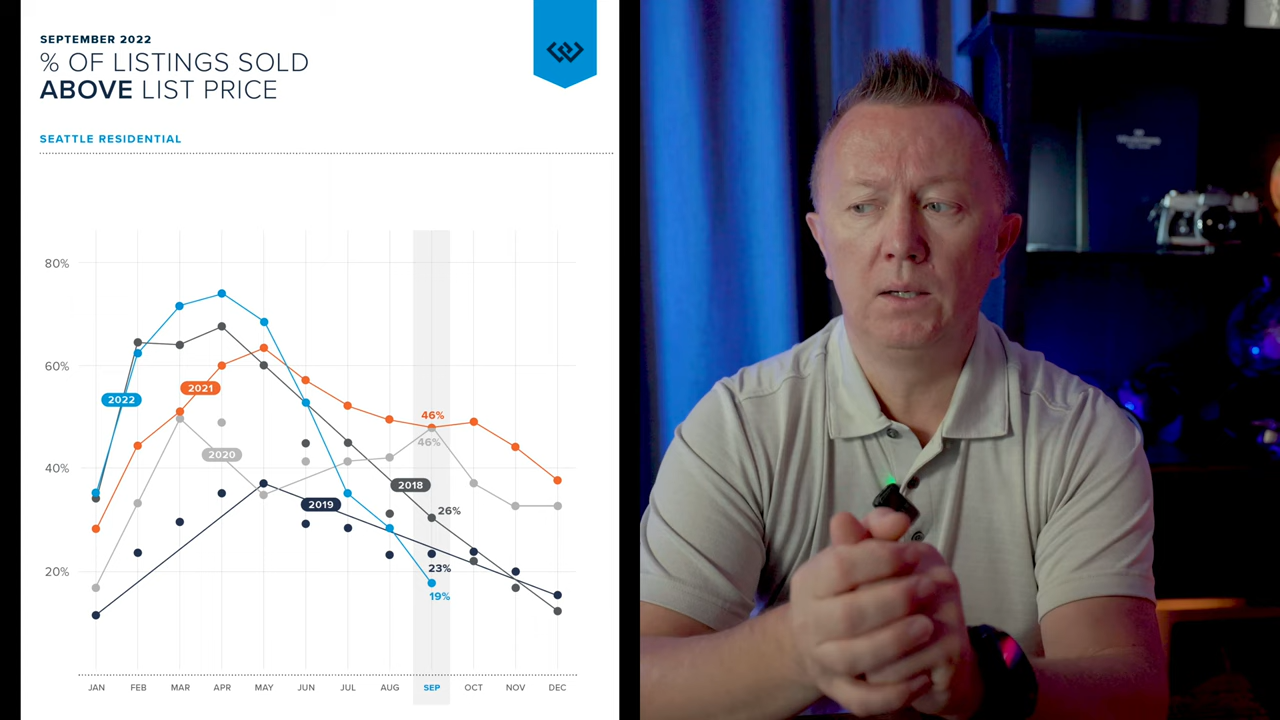 SEPTEMBER 2022
% OF LISTINGS SOLD
ABOVE LIST PRICE
SEATTLE RESIDENTIAL
80%
60%
40%
20%
2022
2021
2020
2019
2018
46%
46%
26%
23%
19%
JAN FEB MAR APR MAY JUN JUL AUG SEP OCT NOV DEC